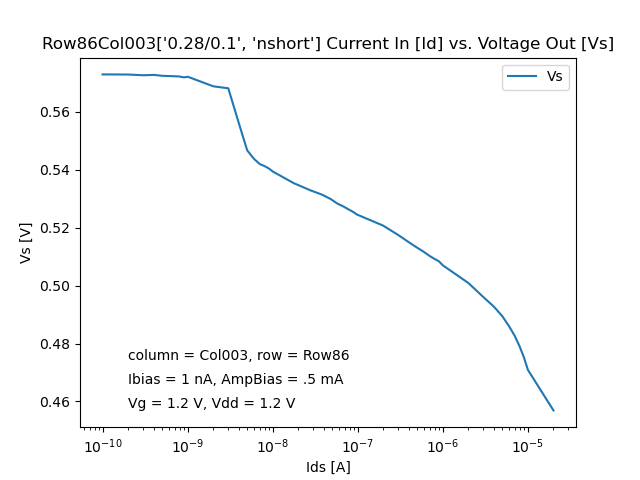 Row86Col003['0.28/0.1', 'nshort'] Current In [Id] vs. Voltage Out [Vs]
Vs
0.56
0.54
0.52
0.50
0.48
0.46
Vs [V]
column = Col003, row = Row86
Ibias = 1 nA, AmpBias = .5 mA
Vg = 1.2 V, Vdd = 1.2 V
10⁻¹⁰ 10⁻⁹ 10⁻⁸ 10⁻⁷ 10⁻⁶ 10⁻⁵
Ids [A]